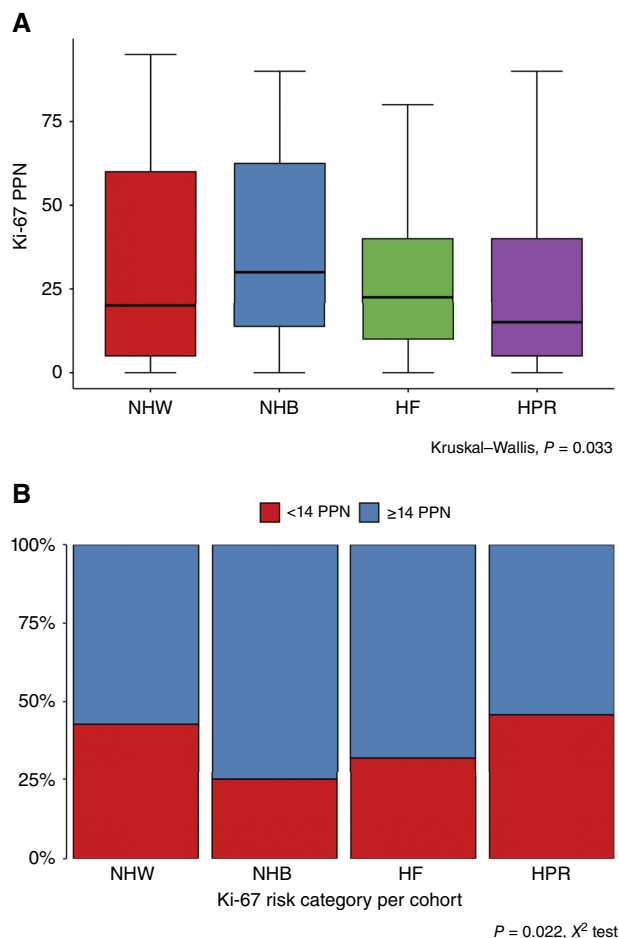 A
Ki-67 PPN
75
50
25
0
NHW NHB HF HPR
Kruskal–Wallis, P = 0.033
B
<14 PPN ≥14 PPN
100%
75%
50%
25%
0%
NHW NHB HF HPR
Ki-67 risk category per cohort
P = 0.022, X² test